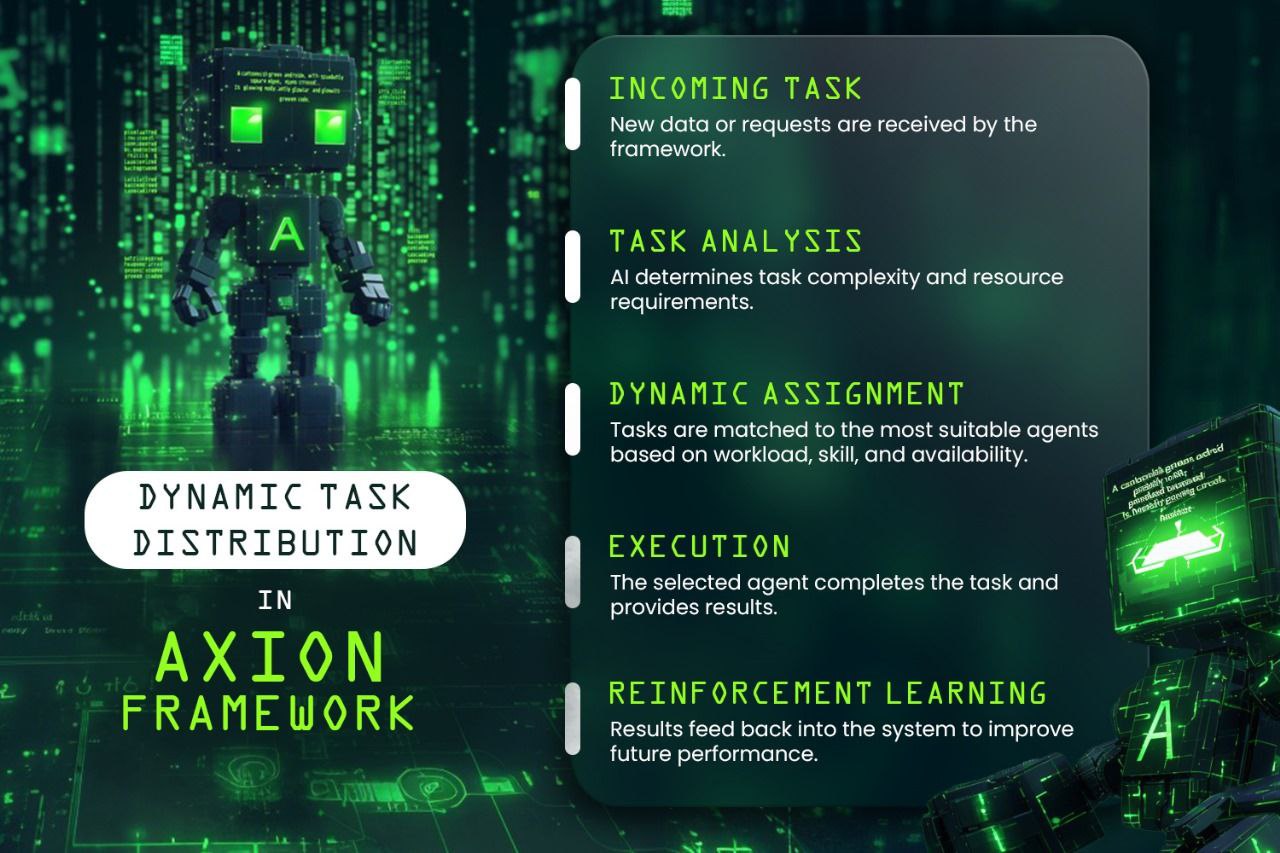 A
DYNAMIC TASK
DISTRIBUTION
IN
AXION
FRAMEWORK
INCOMING TASK
New data or requests are received by the
framework.
TASK ANALYSIS
AI determines task complexity and resource
requirements.
DYNAMIC ASSIGNMENT
Tasks are matched to the most suitable agents
based on workload, skill, and availability.
EXECUTION
The selected agent completes the task and
provides results.
REINFORCEMENT LEARNING
Results feed back into the system to improve
future performance.
A